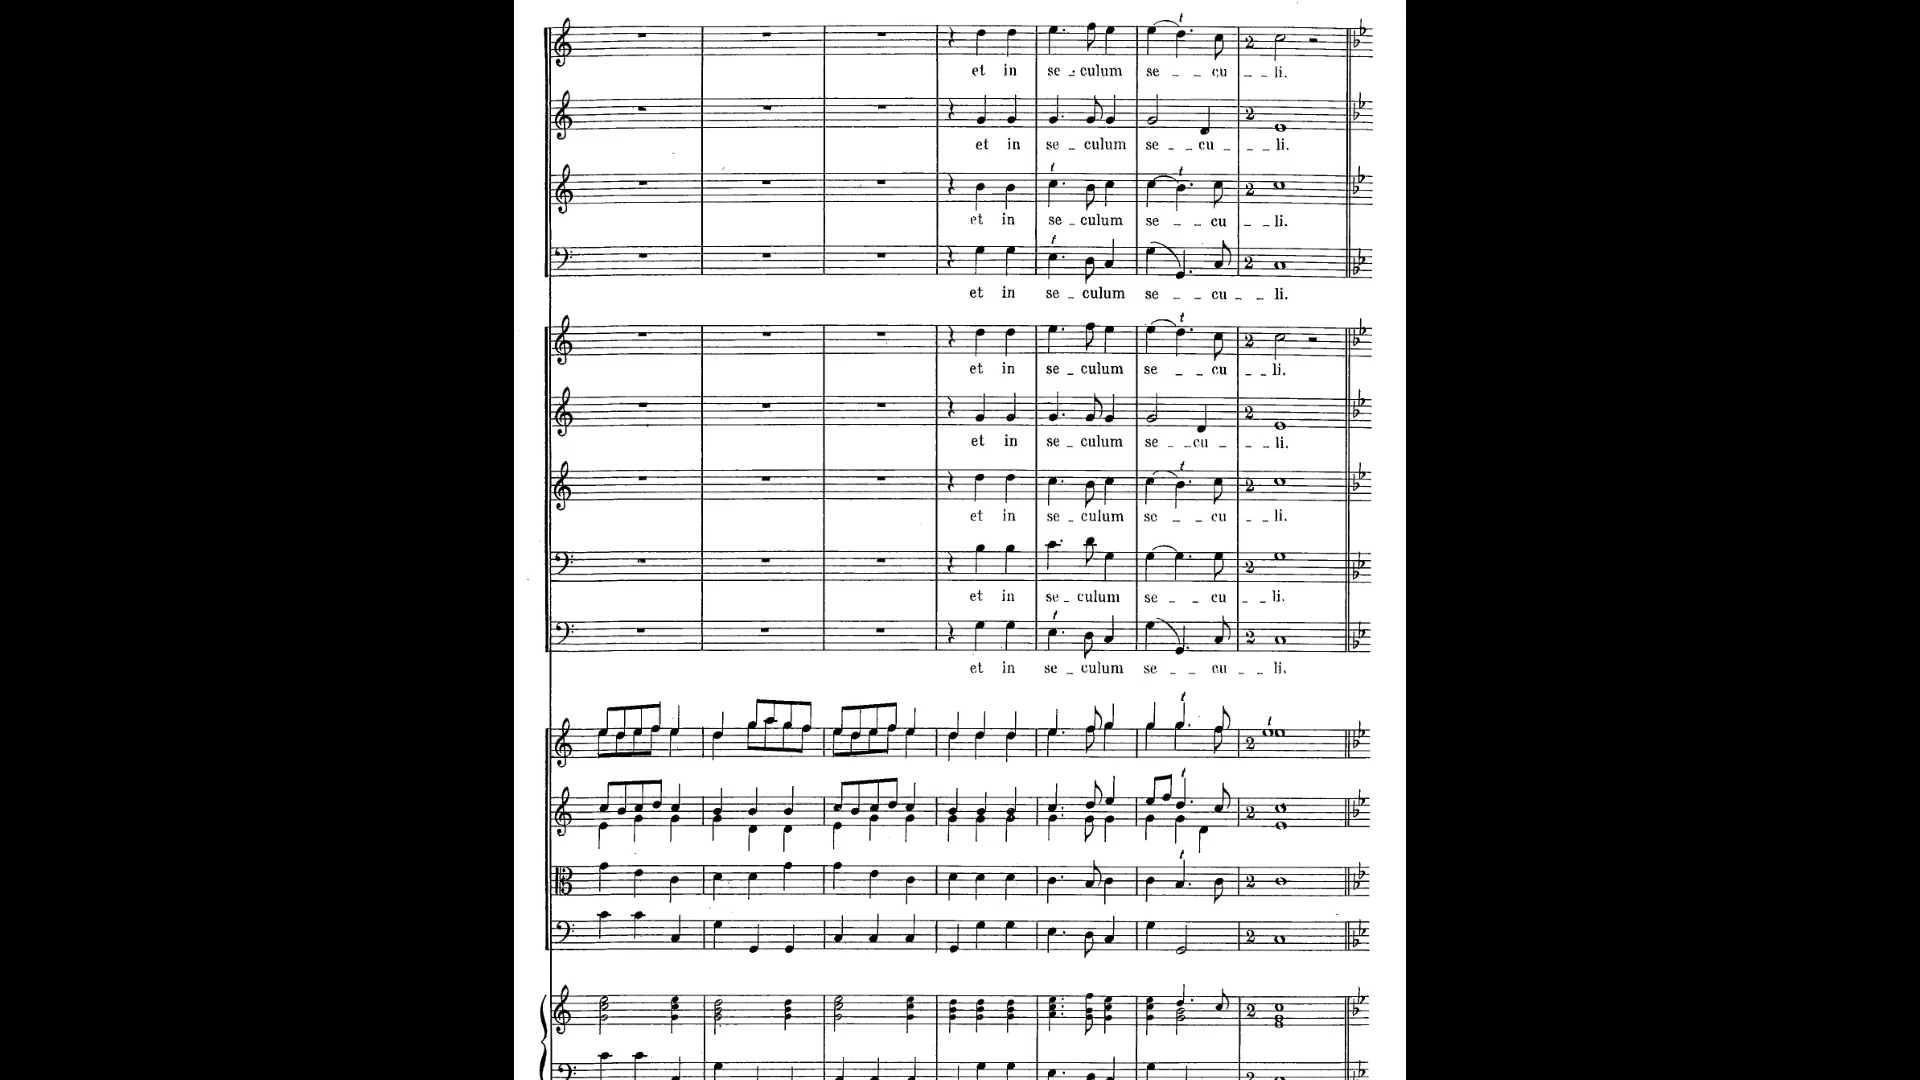 et in se - culum se - - cu - - li.
et in se - culum se - - cu - - - li.
et in se - culum se - - cu - - li.
et in se - culum se - - cu - - li.
et in se - culum se - - cu - - li.
et in se - culum se - - cu - - - li.
et in se - culum se - - cu - - li.
et in se - culum se - - cu - - li.
et in se - culum se - - cu - - li.